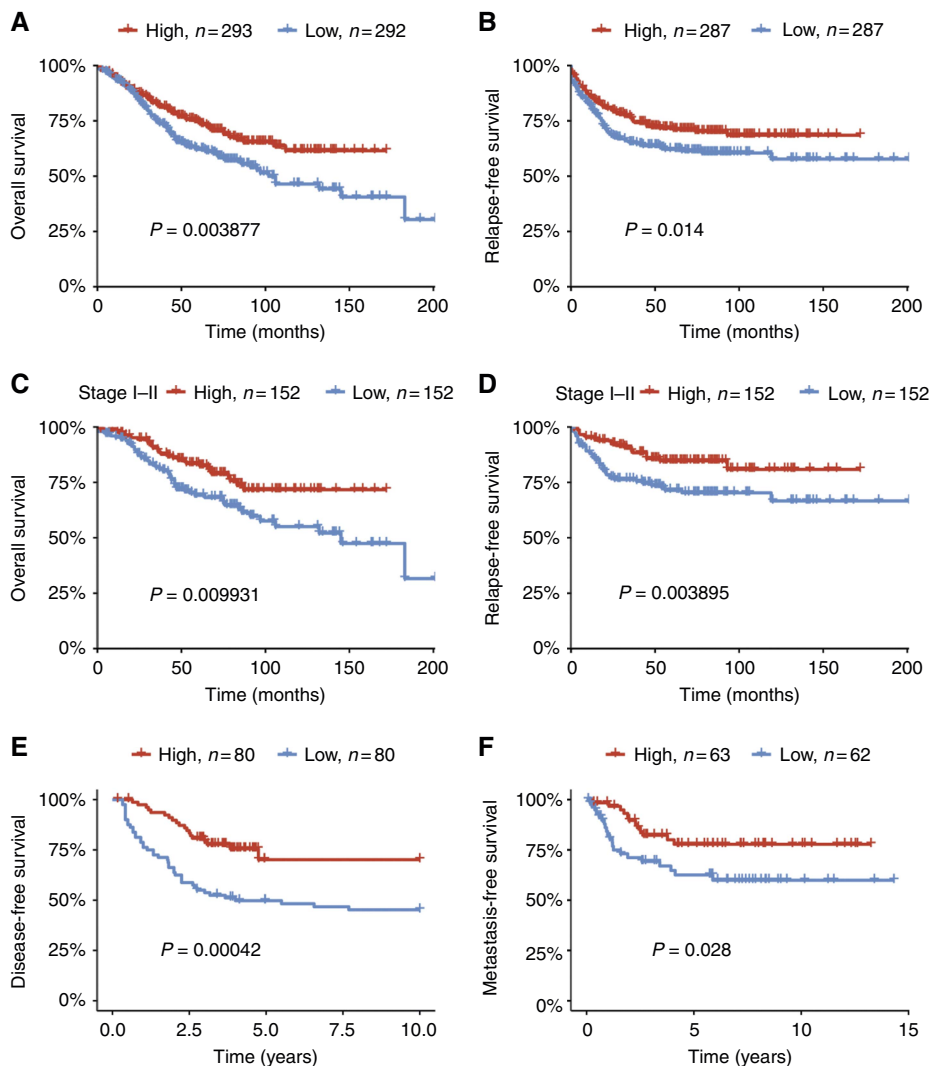 A
High, n=293 Low, n=292
100%
75%
50%
25%
0%
Overall survival
P = 0.003877
0 50 100 150 200
Time (months)
B
High, n=287 Low, n=287
100%
75%
50%
25%
0%
Relapse-free survival
P = 0.014
0 50 100 150 200
Time (months)
C
Stage I–II High, n=152 Low, n=152
100%
75%
50%
25%
0%
Overall survival
P = 0.009931
0 50 100 150 200
Time (months)
D
Stage I–II High, n=152 Low, n=152
100%
75%
50%
25%
0%
Relapse-free survival
P = 0.003895
0 50 100 150 200
Time (months)
E
High, n=80 Low, n=80
100%
75%
50%
25%
0%
Disease-free survival
P = 0.00042
0.0 2.5 5.0 7.5 10.0
Time (years)
F
High, n=63 Low, n=62
100%
75%
50%
25%
0%
Metastasis-free survival
P = 0.028
0 5 10 15
Time (years)